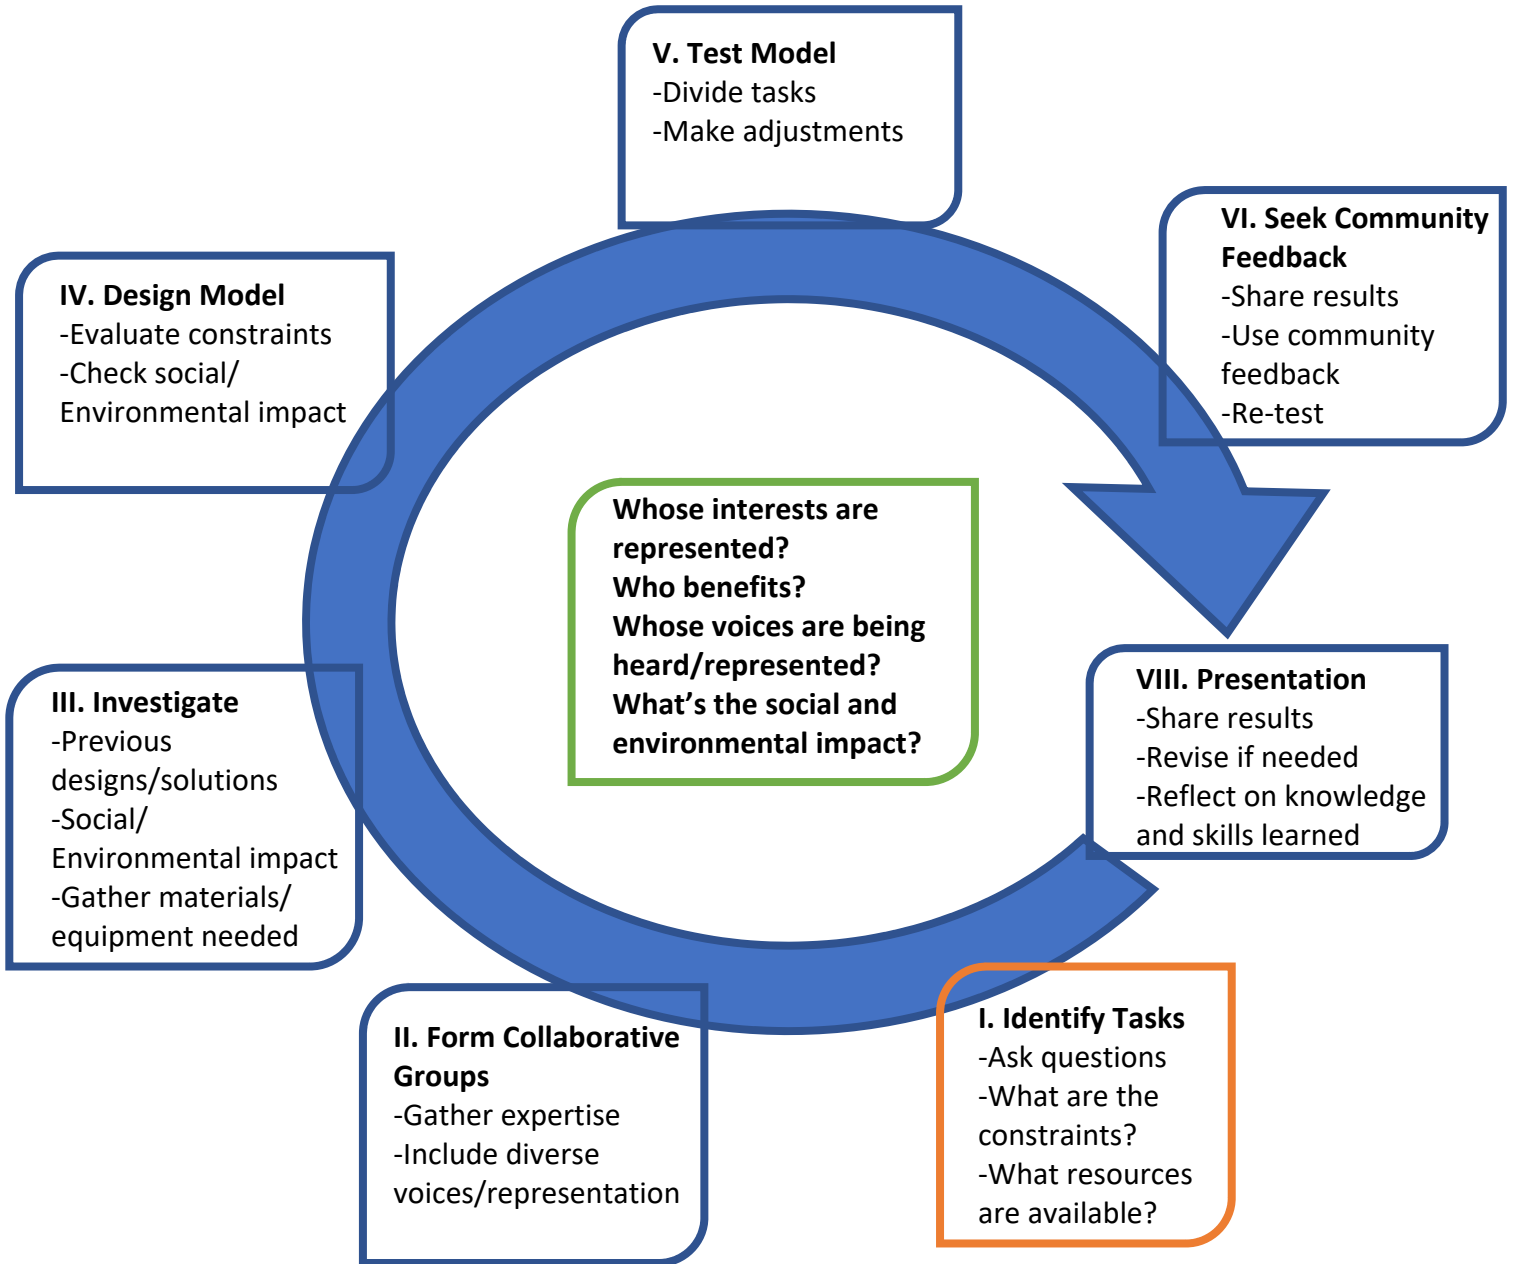 V. Test Model
-Divide tasks
-Make adjustments
VI. Seek Community
Feedback
-Share results
-Use community
feedback
-Re-test
IV. Design Model
-Evaluate constraints
-Check social/
Environmental impact
Whose interests are
represented?
Who benefits?
Whose voices are being
heard/represented?
What’s the social and
environmental impact?
VIII. Presentation
-Share results
-Revise if needed
-Reflect on knowledge
and skills learned
III. Investigate
-Previous
designs/solutions
-Social/
Environmental impact
-Gather materials/
equipment needed
II. Form Collaborative
Groups
-Gather expertise
-Include diverse
voices/representation
I. Identify Tasks
-Ask questions
-What are the
constraints?
-What resources
are available?